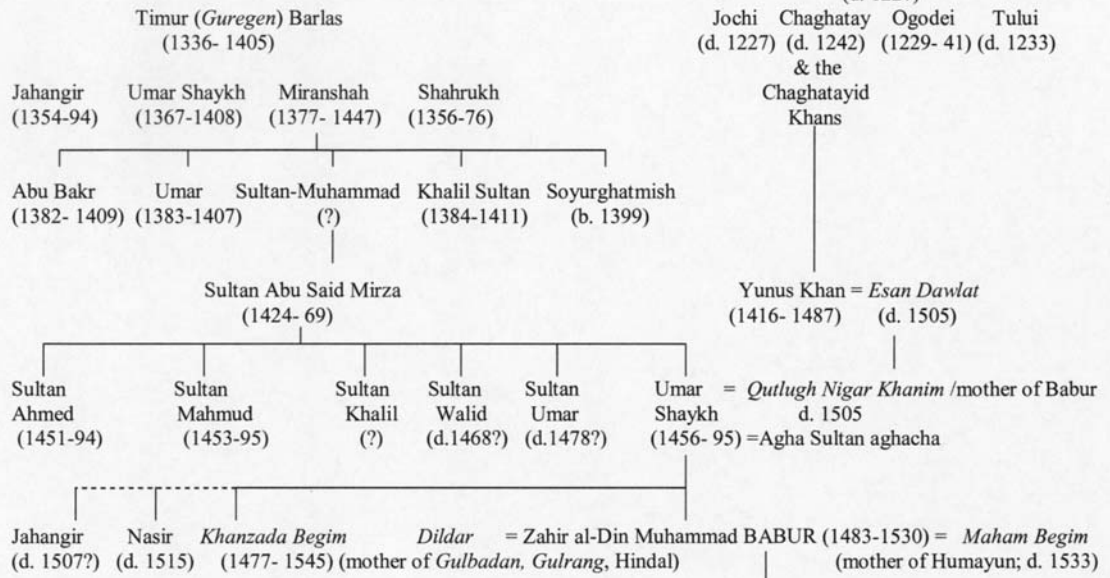 Timur (Guregen) Barlas
(1336- 1405)
Jochi Chaghatay Ogodei Tului
(d. 1227) (d. 1242) (1229- 41) (d. 1233)
& the
Chaghatayid
Khans
Jahangir Umar Shaykh Miranshah Shahrukh
(1354-94) (1367-1408) (1377- 1447) (1356-76)
Abu Bakr Umar Sultan-Muhammad Khalil Sultan Soyurghatmish
(1382- 1409) (1383-1407) (?) (1384-1411) (b. 1399)
Sultan Abu Said Mirza
(1424- 69)
Yunus Khan = Esan Dawlat
(1416- 1487) (d. 1505)
Sultan Sultan Sultan Sultan Sultan Umar = Qutlugh Nigar Khanim /mother of Babur
Ahmed Mahmud Khalil Walid Umar Shaykh d. 1505
(1451-94) (1453-95) (?) (d.1468?) (d.1478?) (1456- 95) =Agha Sultan aghacha
Jahangir Nasir Khanzada Begim Dildar = Zahir al-Din Muhammad BABUR (1483-1530) = Maham Begim
(d. 1507?) (d. 1515) (1477- 1545) (mother of Gulbadan, Gulrang, Hindal) (mother of Humayun; d. 1533)